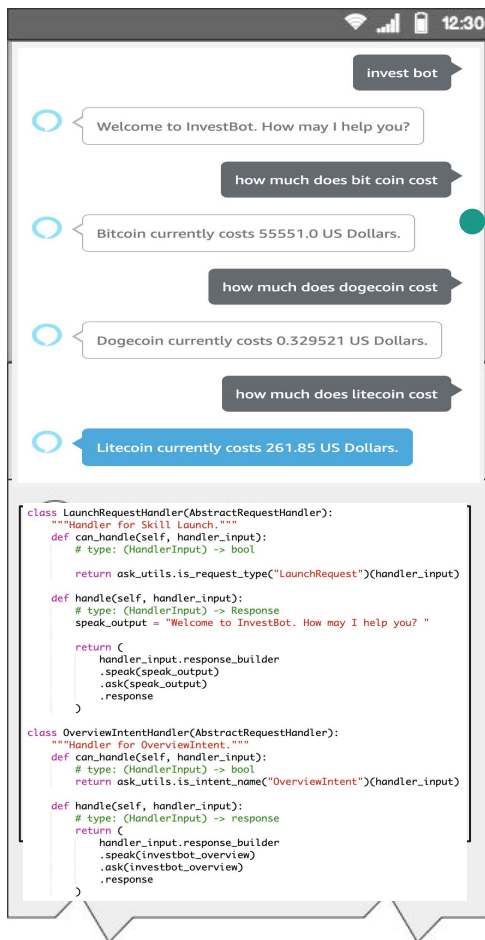 12:30
invest bot
Welcome to InvestBot. How may I help you?
how much does bit coin cost
Bitcoin currently costs 55551.0 US Dollars.
how much does dogecoin cost
Dogecoin currently costs 0.329521 US Dollars.
how much does litecoin cost
Litecoin currently costs 261.85 US Dollars.
class LaunchRequestHandler(AbstractRequestHandler):
    """Handler for Skill Launch."""
    def can_handle(self, handler_input):
        # type: (HandlerInput) -> bool
        return ask_utils.is_request_type("LaunchRequest")(handler_input)
    def handle(self, handler_input):
        # type: (HandlerInput) -> Response
        speak_output = "Welcome to InvestBot. How may I help you? "
        return (
            handler_input.response_builder
            .speak(speak_output)
            .ask(speak_output)
            .response
        )
class OverviewIntentHandler(AbstractRequestHandler):
    """Handler for OverviewIntent."""
    def can_handle(self, handler_input):
        # type: (HandlerInput) -> bool
        return ask_utils.is_intent_name("OverviewIntent")(handler_input)
    def handle(self, handler_input):
        # type: (HandlerInput) -> response
        return (
            handler_input.response_builder
            .speak(investbot_overview)
            .ask(investbot_overview)
            .response
        )